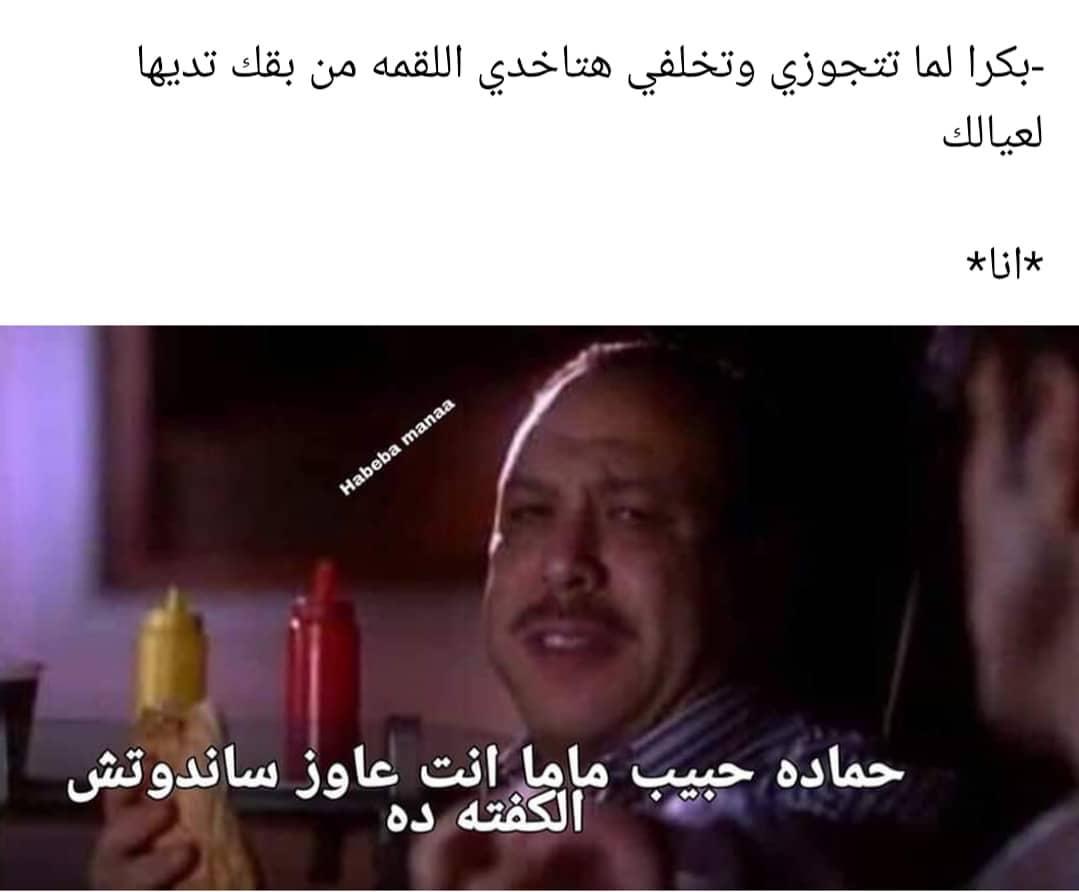 -بكرا لما تتجوزي وتخلفي هتاخدي اللقمه من بقك تديها
لعيالك
*انا*
Habeba manaa
حماده حبيب ماما انت عاوز ساندوتش
الكفته ده